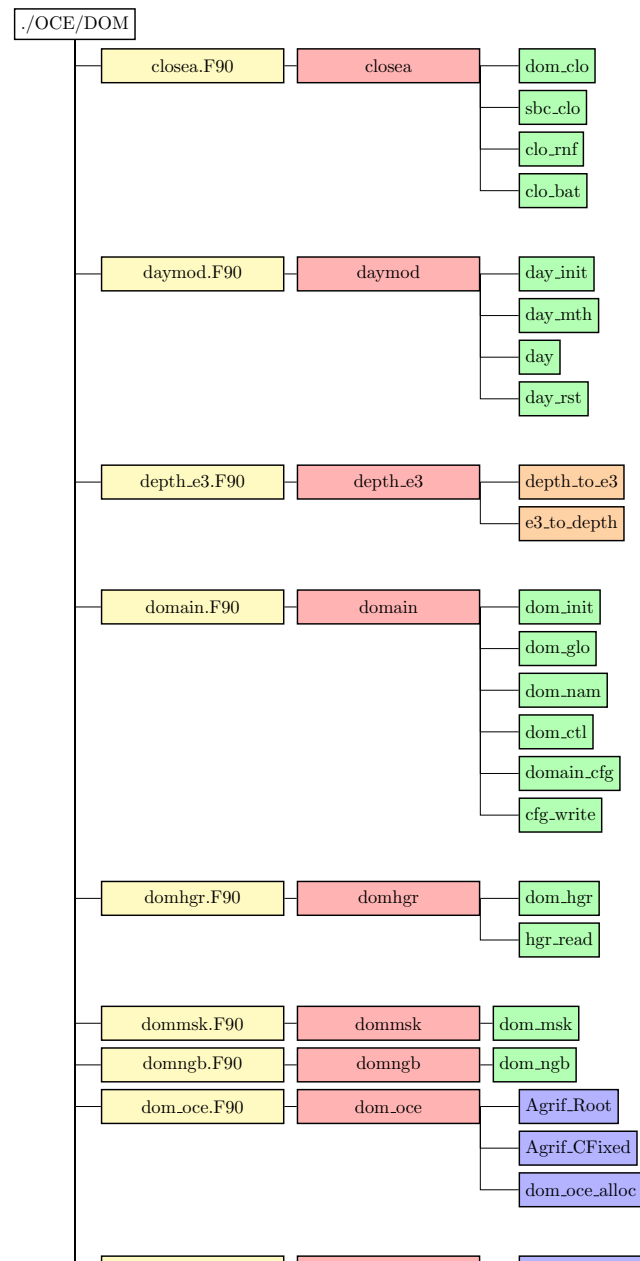 ./OCE/DOM
closea.F90 closea dom_clo
sbc_clo
clo_rnf
clo_bat
daymod.F90 daymod day_init
day_mth
day
day_rst
depth_e3.F90 depth_e3 depth_to_e3
e3_to_depth
domain.F90 domain dom_init
dom_glo
dom_nam
dom_ctl
domain_cfg
cfg_write
domhgr.F90 domhgr dom_hgr
hgr_read
dommsk.F90 dommsk dom_msk
domngb.F90 domngb dom_ngb
dom_oce.F90 dom_oce Agrif_Root
Agrif_CFixed
dom_oce_alloc